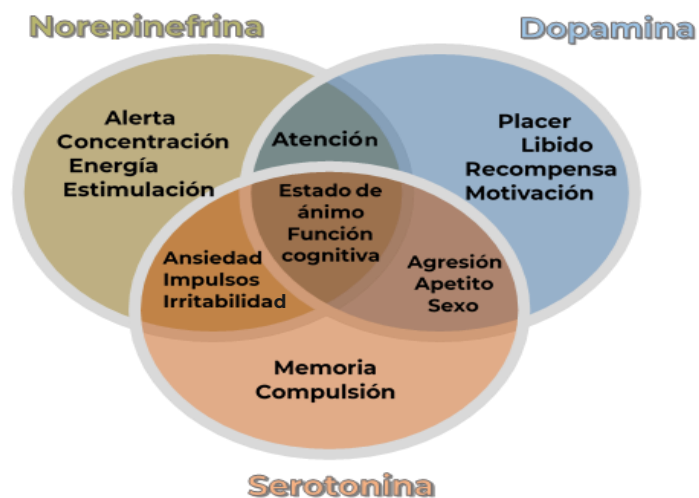 Norepinefrina
Dopamina
Alerta
Concentración
Energía
Estimulación
Atención
Placer
Libido
Recompensa
Motivación
Estado de
ánimo
Función
cognitiva
Ansiedad
Impulsos
Irritabilidad
Agresión
Apetito
Sexo
Memoria
Compulsión
Serotonina